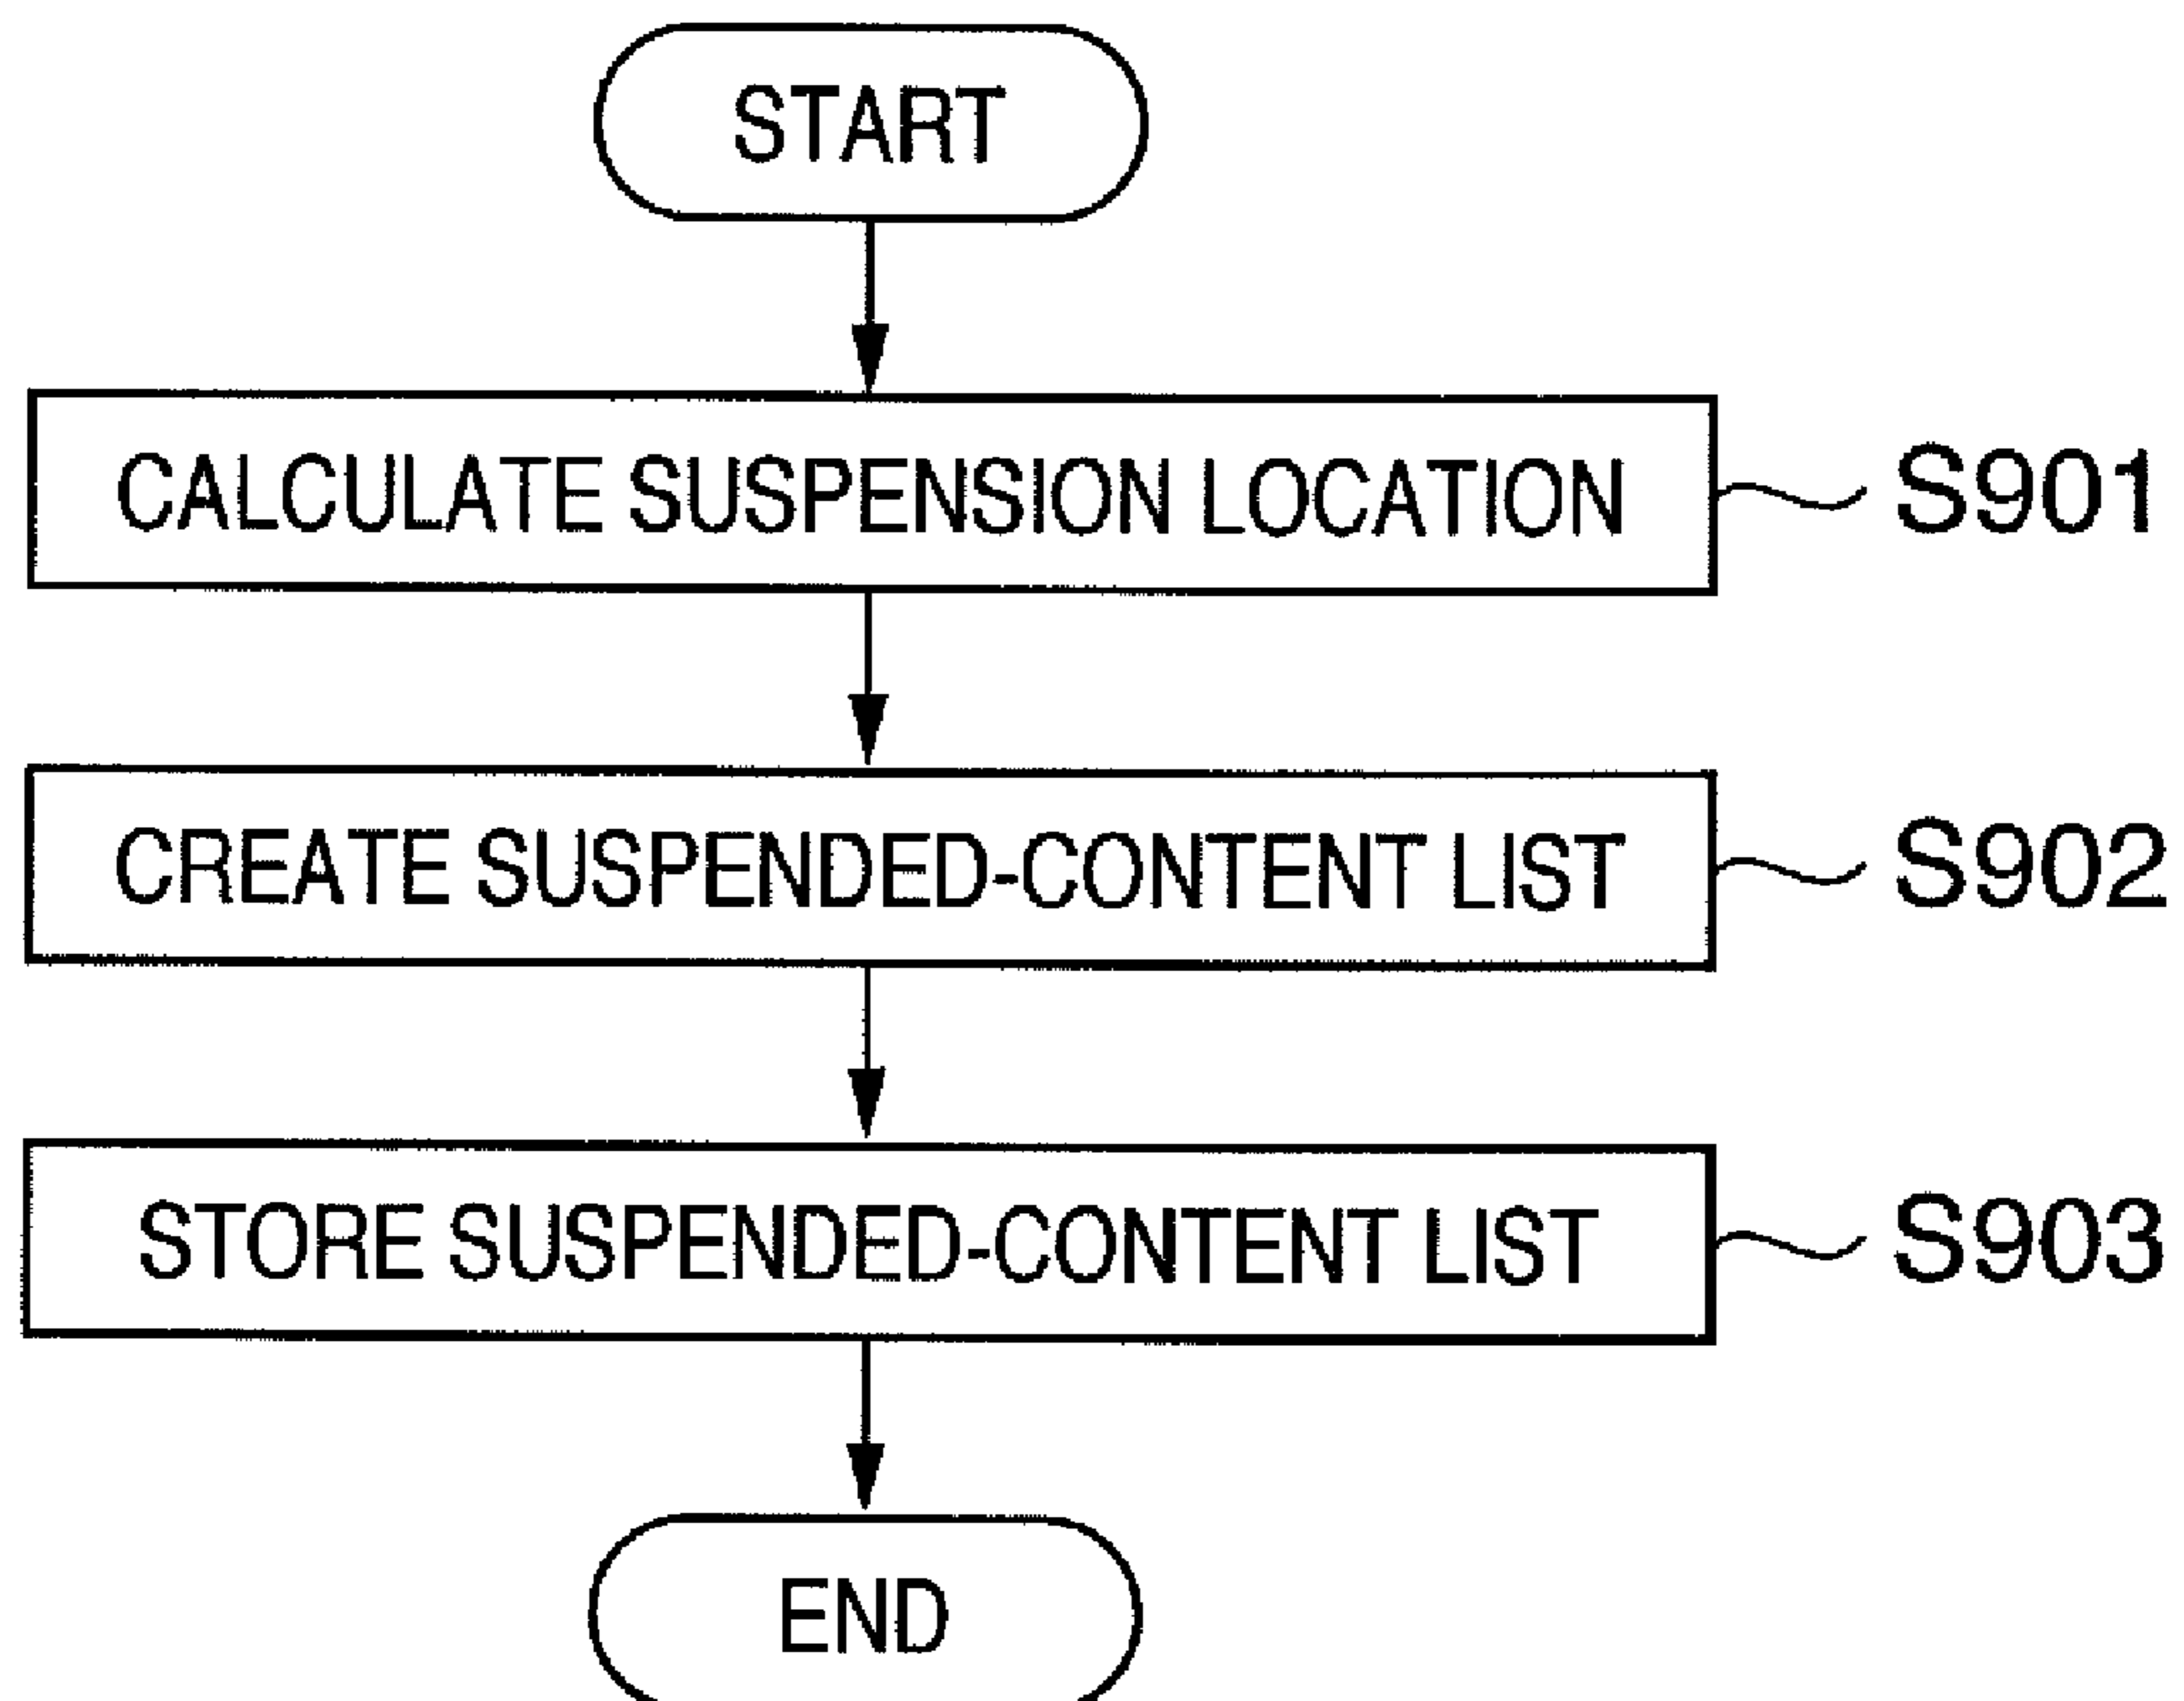 START
CALCULATE SUSPENSION LOCATION S901
CREATE SUSPENDED-CONTENT LIST S902
STORE SUSPENDED-CONTENT LIST S903
END